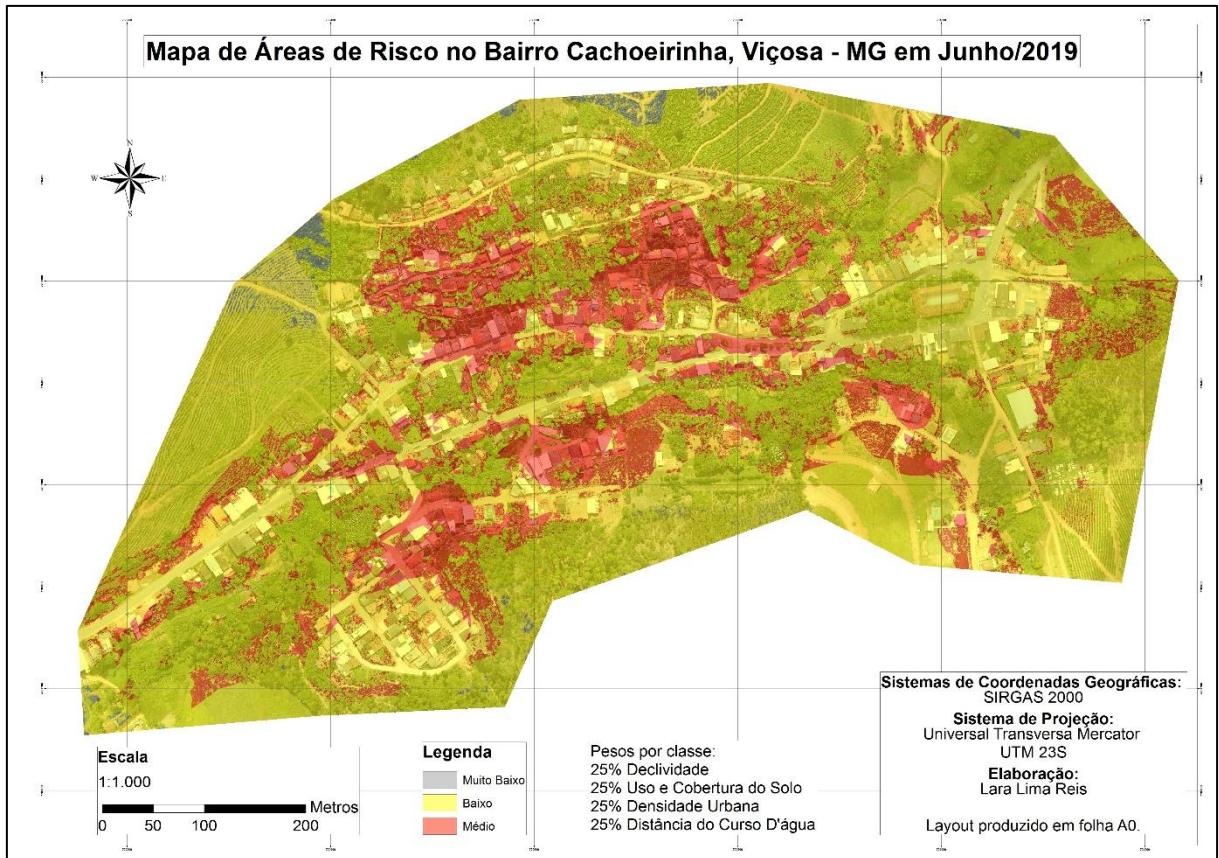 Mapa de Áreas de Risco no Bairro Cachoeirinha, Viçosa - MG em Junho/2019
N
W
E
S
Escala
1:1.000
Metros
0 50 100 200
Legenda
Muito Baixo
Baixo
Médio
Pesos por classe:
25% Declividade
25% Uso e Cobertura do Solo
25% Densidade Urbana
25% Distância do Curso D'água
Sistemas de Coordenadas Geográficas:
SIRGAS 2000
Sistema de Projeção:
Universal Transversa Mercator
UTM 23S
Elaboração:
Lara Lima Reis
Layout produzido em folha A0.